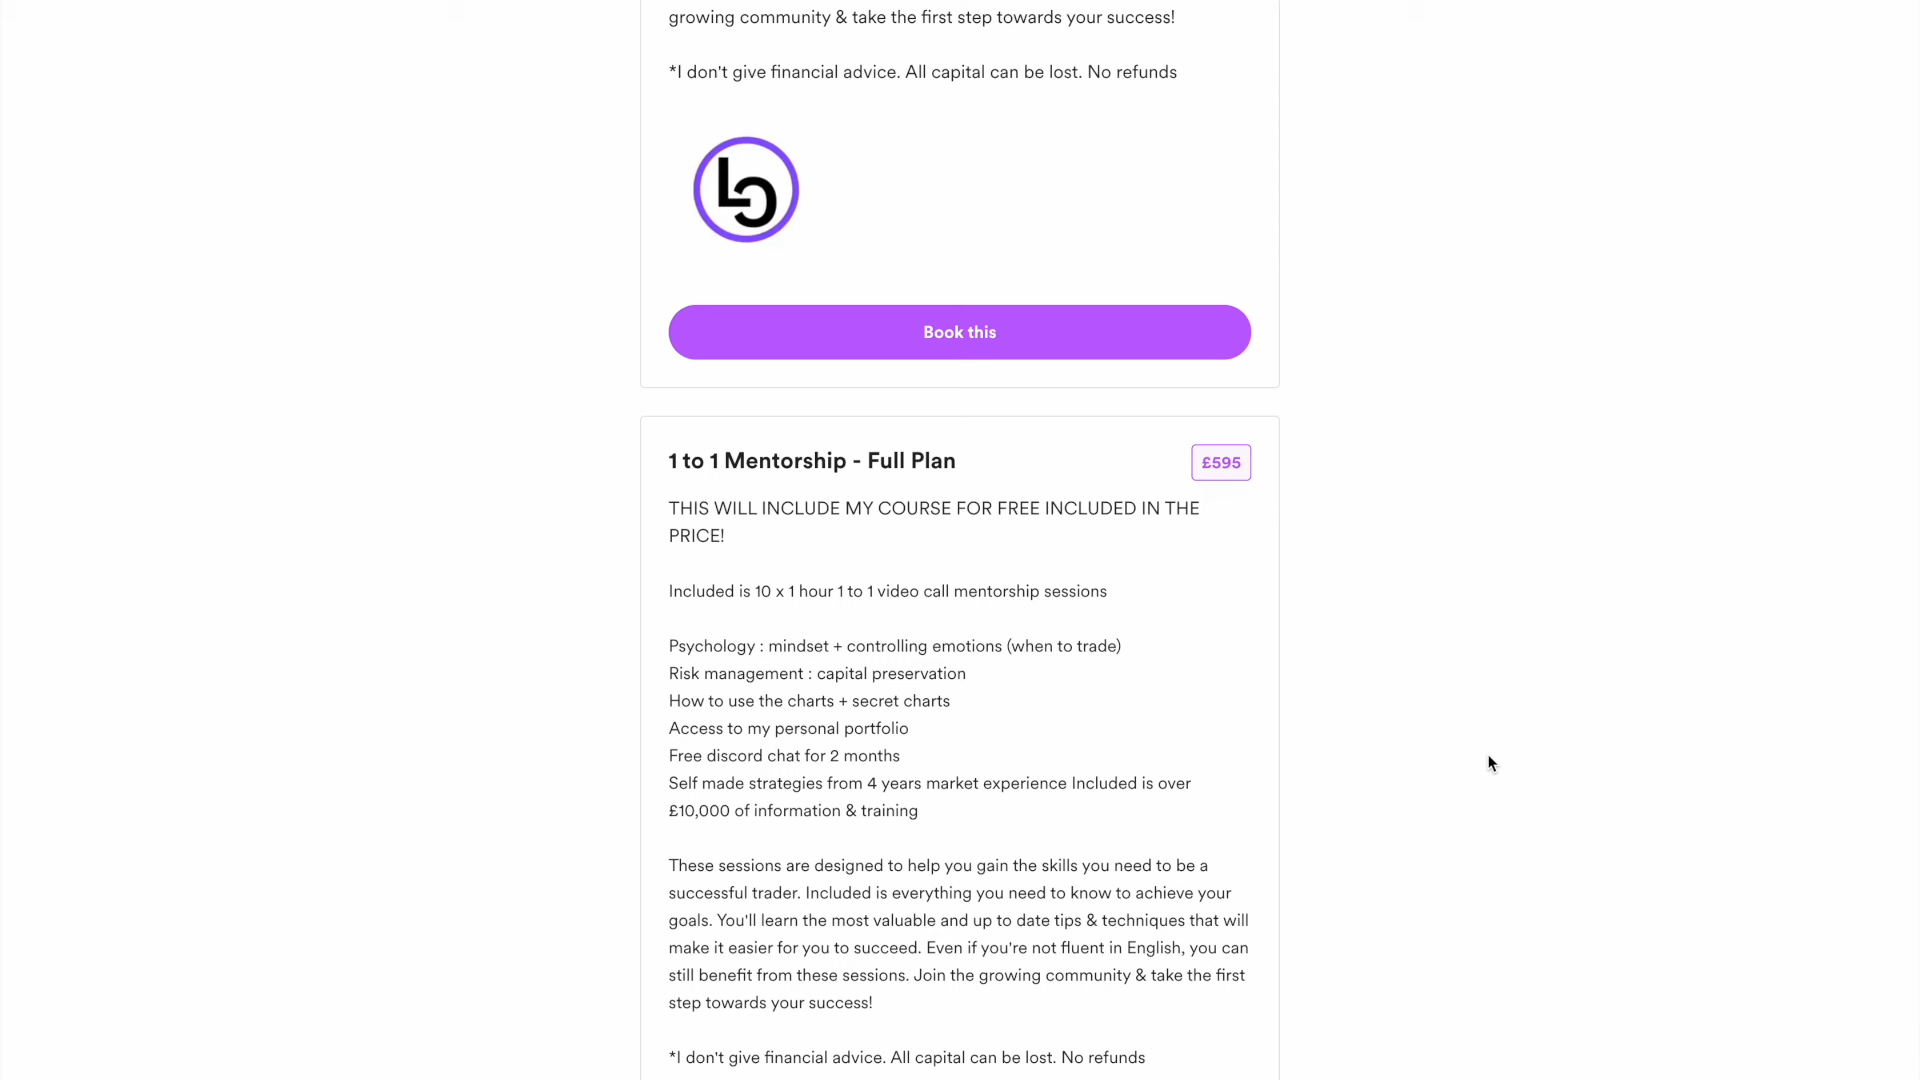 growing community & take the first step towards your success!
*I don't give financial advice. All capital can be lost. No refunds
Book this
1 to 1 Mentorship - Full Plan
£595
THIS WILL INCLUDE MY COURSE FOR FREE INCLUDED IN THE
PRICE!
Included is 10 x 1 hour 1 to 1 video call mentorship sessions
Psychology : mindset + controlling emotions (when to trade)
Risk management : capital preservation
How to use the charts + secret charts
Access to my personal portfolio
Free discord chat for 2 months
Self made strategies from 4 years market experience Included is over
£10,000 of information & training
These sessions are designed to help you gain the skills you need to be a
successful trader. Included is everything you need to know to achieve your
goals. You'll learn the most valuable and up to date tips & techniques that will
make it easier for you to succeed. Even if you're not fluent in English, you can
still benefit from these sessions. Join the growing community & take the first
step towards your success!
*I don't give financial advice. All capital can be lost. No refunds